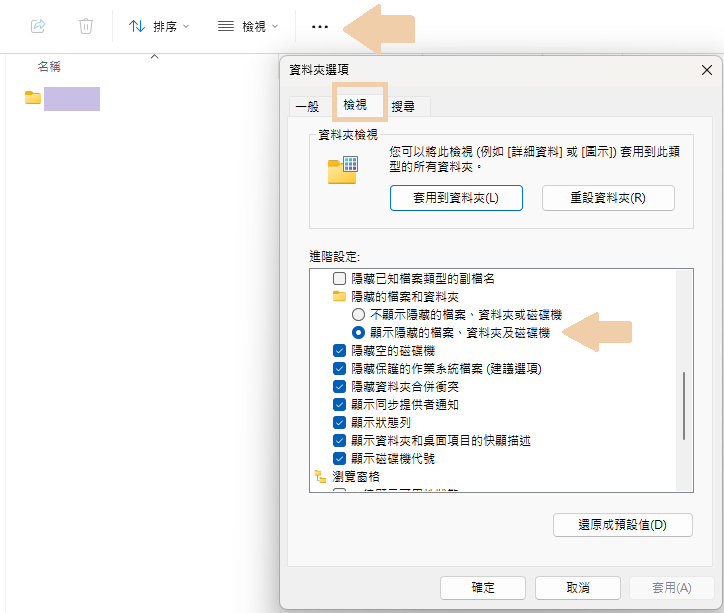 排序
檢視
名稱
資料夾選項
一般
檢視
搜尋
資料夾檢視
您可以將此檢視 (例如 [詳細資料] 或 [圖示]) 套用到此類
型的所有資料夾。
套用到資料夾(L)
重設資料夾(R)
進階設定:
隱藏已知檔案類型的副檔名
隱藏的檔案和資料夾
不顯示隱藏的檔案、資料夾或磁碟機
顯示隱藏的檔案、資料夾及磁碟機
隱藏空的磁碟機
隱藏保護的作業系統檔案 (建議選項)
隱藏資料夾合併衝突
顯示同步提供者通知
顯示狀態列
顯示資料夾和桌面項目的快顯描述
顯示磁碟機代號
瀏覽窗格
還原成預設值(D)
確定
取消
套用(A)